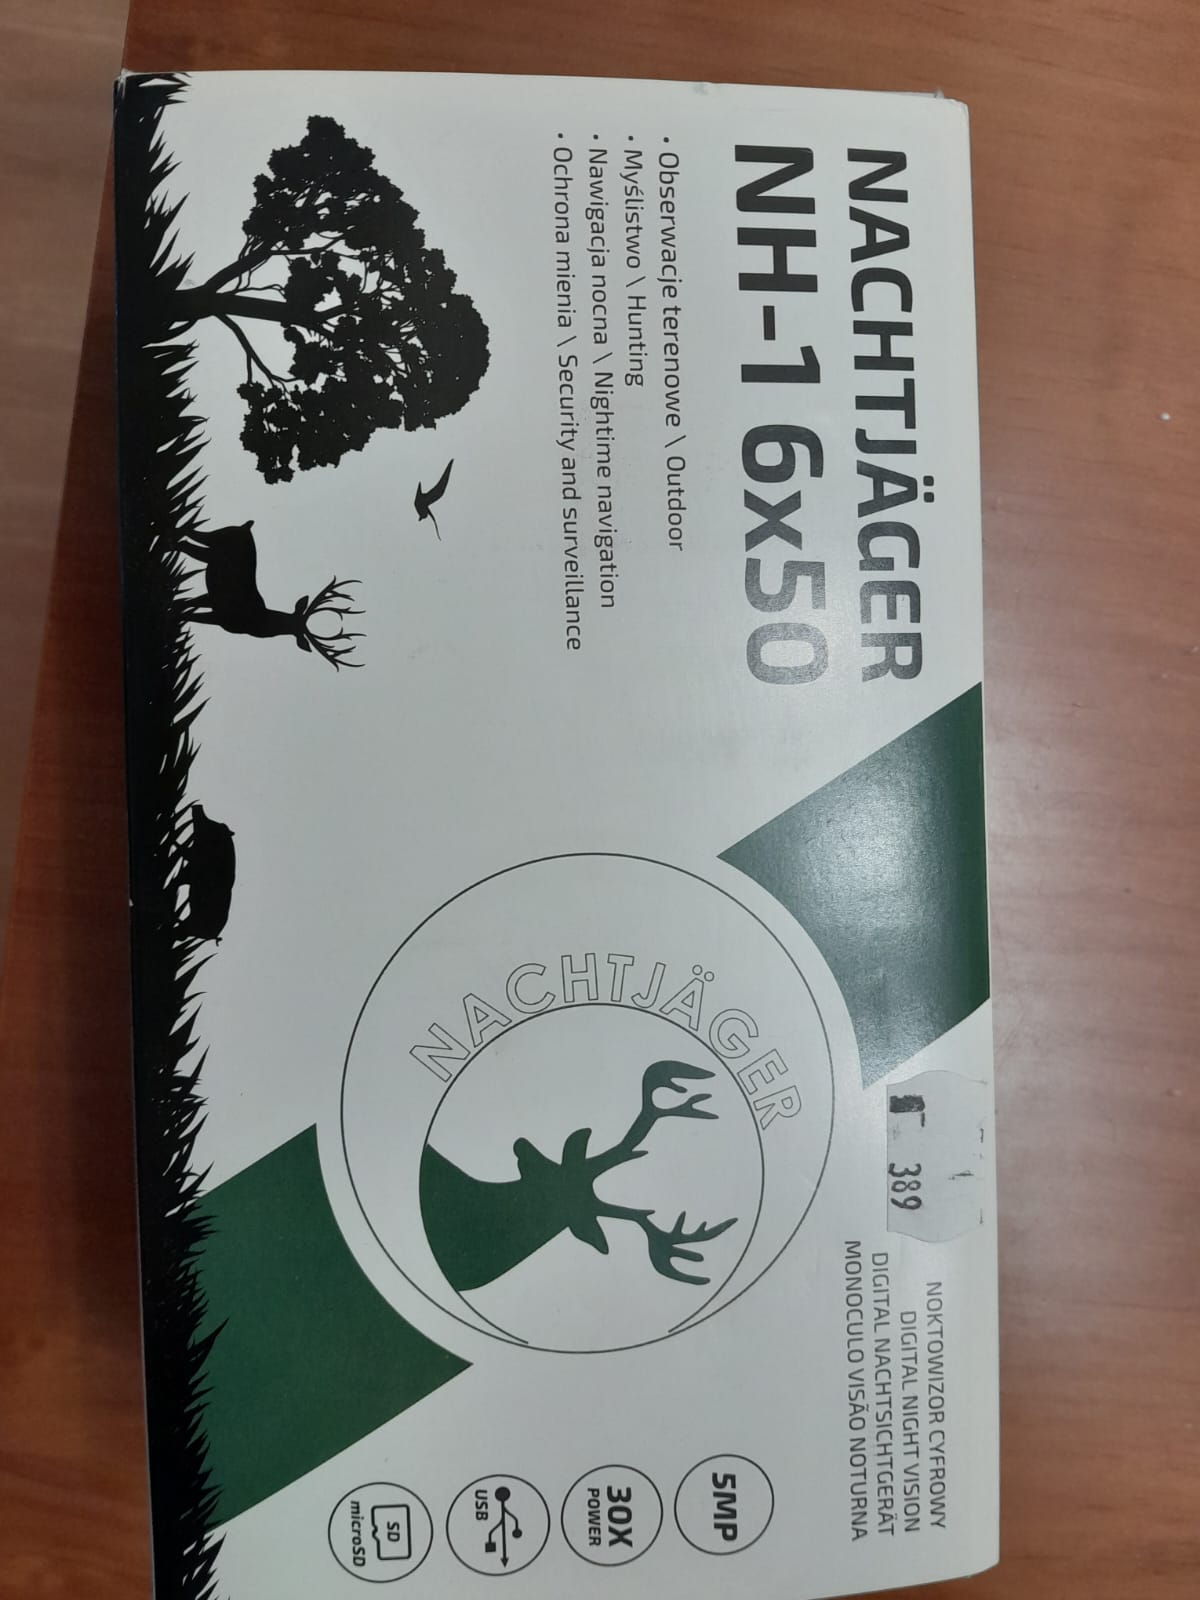 NACHTJÄGER
NH-1 6x50
• Obserwacje terenowe \ Outdoor
• Myślistwo \ Hunting
• Nawigacja nocna \ Nightime navigation
• Ochrona mienia \ Security and surveillance
NACHTJÄGER
389
NOKTOWIZOR CYFROWY
DIGITAL NIGHT VISION
DIGITAL NACHTSICHTGERÄT
MONOCULO VISÃO NOTURNA
5MP
30X
POWER
USB
SD
microSD